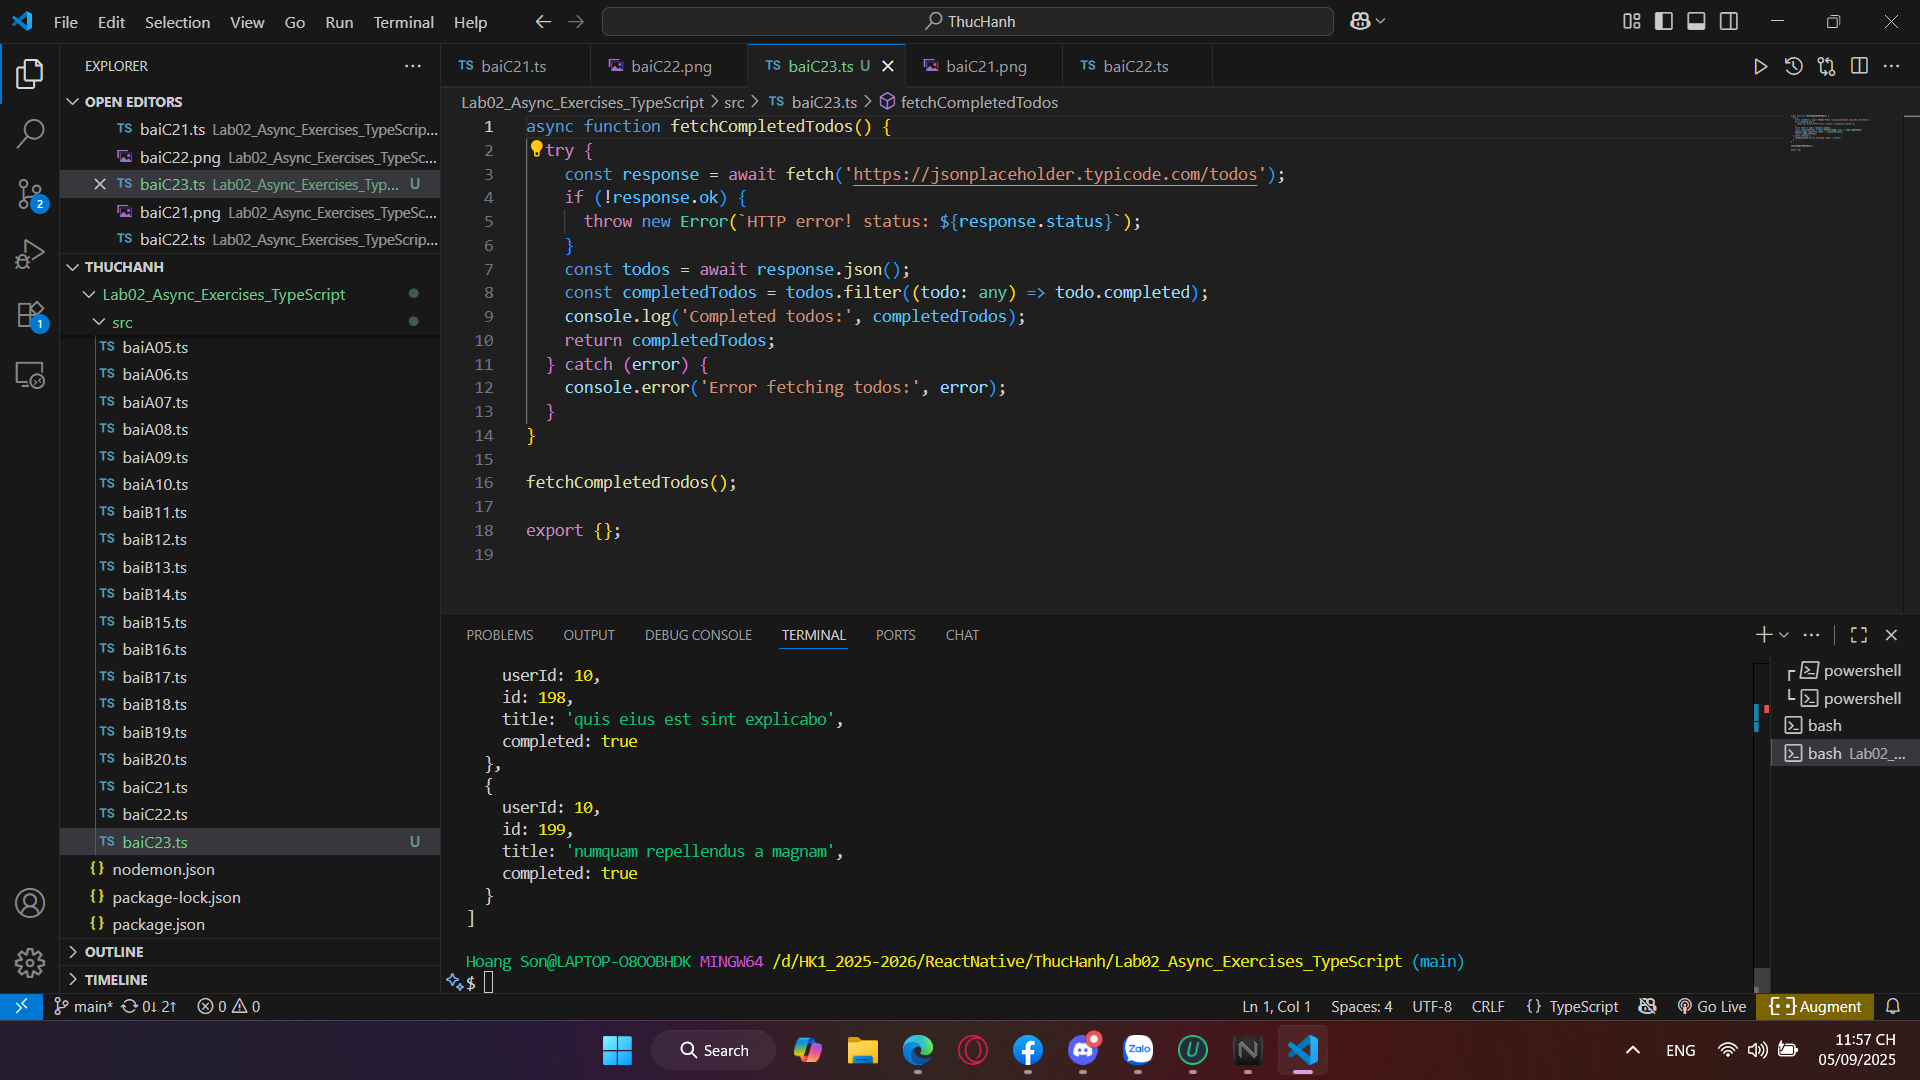 File Edit Selection View Go Run Terminal Help
ThucHanh
EXPLORER
OPEN EDITORS
TS baiC21.ts Lab02_Async_Exercises_TypeScrip...
baiC22.png Lab02_Async_Exercises_TypeSc...
TS baiC23.ts Lab02_Async_Exercises_Typ... U
baiC21.png Lab02_Async_Exercises_TypeSc...
TS baiC22.ts Lab02_Async_Exercises_TypeScrip...
THUCHANH
Lab02_Async_Exercises_TypeScript
src
TS baiA05.ts
TS baiA06.ts
TS baiA07.ts
TS baiA08.ts
TS baiA09.ts
TS baiA10.ts
TS baiB11.ts
TS baiB12.ts
TS baiB13.ts
TS baiB14.ts
TS baiB15.ts
TS baiB16.ts
TS baiB17.ts
TS baiB18.ts
TS baiB19.ts
TS baiB20.ts
TS baiC21.ts
TS baiC22.ts
TS baiC23.ts U
{} nodemon.json
{} package-lock.json
{} package.json
OUTLINE
TIMELINE
2
1
TS baiC21.ts
baiC22.png
TS baiC23.ts U
baiC21.png
TS baiC22.ts
Lab02_Async_Exercises_TypeScript > src > TS baiC23.ts > fetchCompletedTodos
1 async function fetchCompletedTodos() {
2 try {
3 const response = await fetch('https://jsonplaceholder.typicode.com/todos');
4 if (!response.ok) {
5 throw new Error(`HTTP error! status: ${response.status}`);
6 }
7 const todos = await response.json();
8 const completedTodos = todos.filter((todo: any) => todo.completed);
9 console.log('Completed todos:', completedTodos);
10 return completedTodos;
11 } catch (error) {
12 console.error('Error fetching todos:', error);
13 }
14 }
15
16 fetchCompletedTodos();
17
18 export {};
19
PROBLEMS OUTPUT DEBUG CONSOLE TERMINAL PORTS CHAT
userId: 10,
id: 198,
title: 'quis eius est sint explicabo',
completed: true
},
{
userId: 10,
id: 199,
title: 'numquam repellendus a magnam',
completed: true
}
]
Hoang Son@LAPTOP-O8OOBHDK MINGW64 /d/HK1_2025-2026/ReactNative/ThucHanh/Lab02_Async_Exercises_TypeScript (main)
$
powershell
powershell
bash
bash Lab02_...
main* 0↓ 2↑ 0 0
Ln 1, Col 1 Spaces: 4 UTF-8 CRLF {} TypeScript Go Live {··} Augment
Search
Zalo
ENG
11:57 CH
05/09/2025